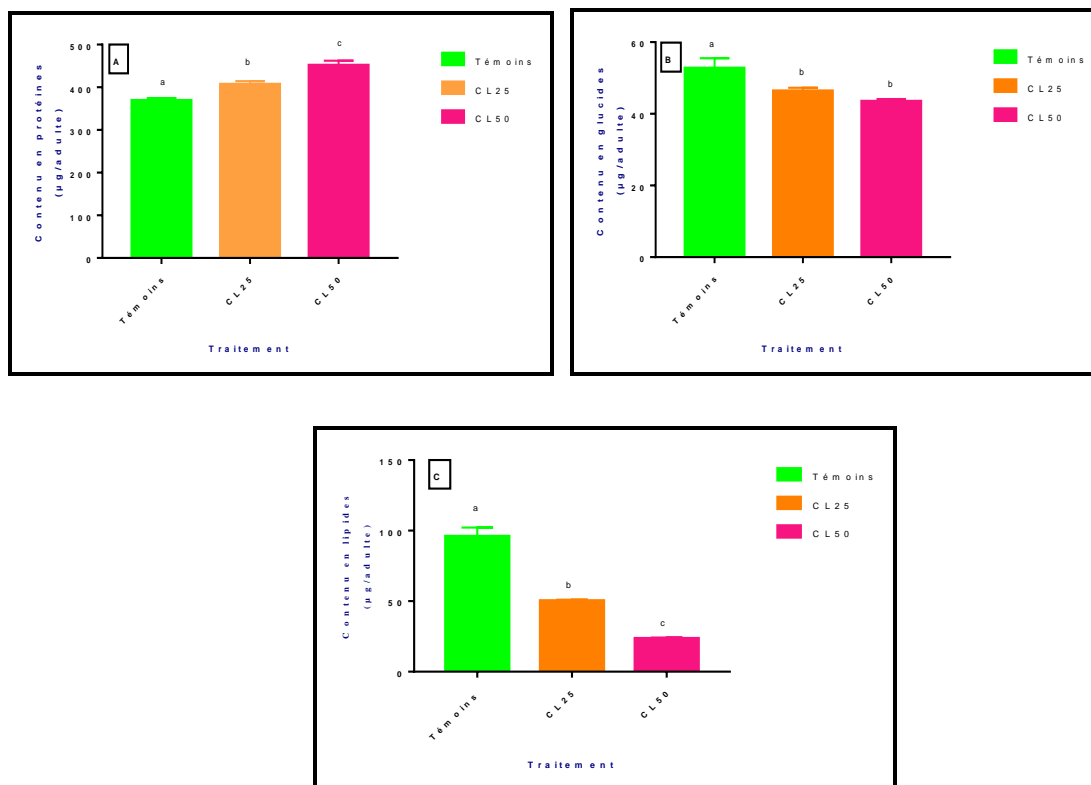 A
Contenu en protéines
(µg/adulte)
500
400
300
200
100
0
a
b
c
Témoins
CL25
CL50
Traitement
Témoins
CL25
CL50
B
Contenu en glucides
(µg/adulte)
60
40
20
0
a
b
b
Témoins
CL25
CL50
Traitement
Témoins
CL25
CL50
C
Contenu en lipides
(µg/adulte)
150
100
50
0
a
b
c
Témoins
CL25
CL50
Traitement
Témoins
CL25
CL50